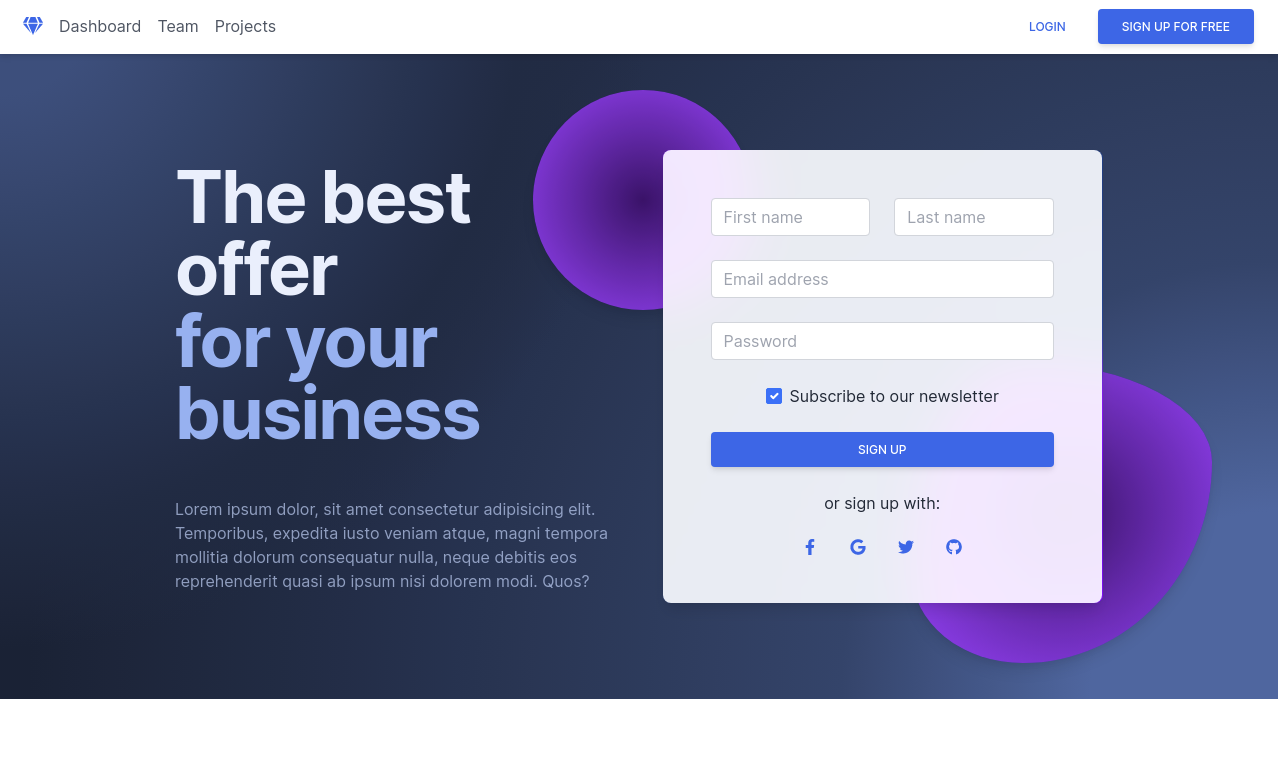 Dashboard Team Projects LOGIN SIGN UP FOR FREE
The best
offer
for your
business
Lorem ipsum dolor, sit amet consectetur adipisicing elit.
Temporibus, expedita iusto veniam atque, magni tempora
mollitia dolorum consequatur nulla, neque debitis eos
reprehenderit quasi ab ipsum nisi dolorem modi. Quos?
First name Last name
Email address
Password
Subscribe to our newsletter
SIGN UP
or sign up with: